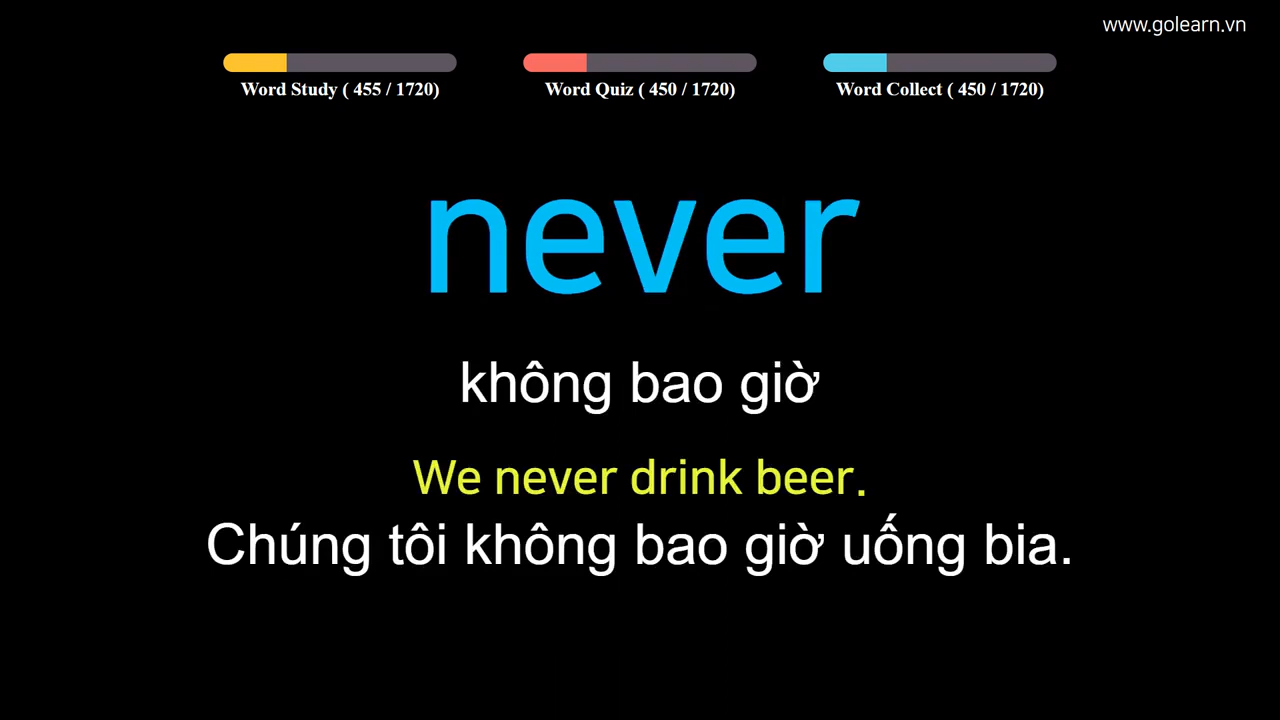 www.golearn.vn
Word Study ( 455 / 1720)
Word Quiz ( 450 / 1720)
Word Collect ( 450 / 1720)
never
không bao giờ
We never drink beer.
Chúng tôi không bao giờ uống bia.